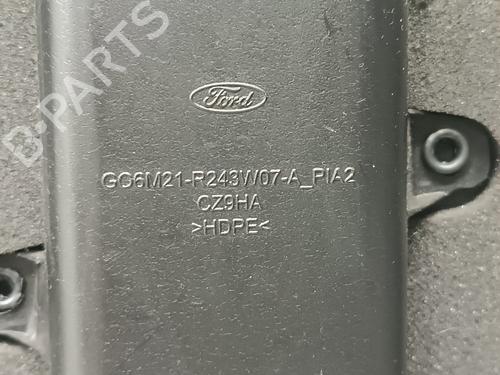 B-PARTS
Ford
GG6M21-R243W07-A_PIA2
CZ9HA
>HDPE<